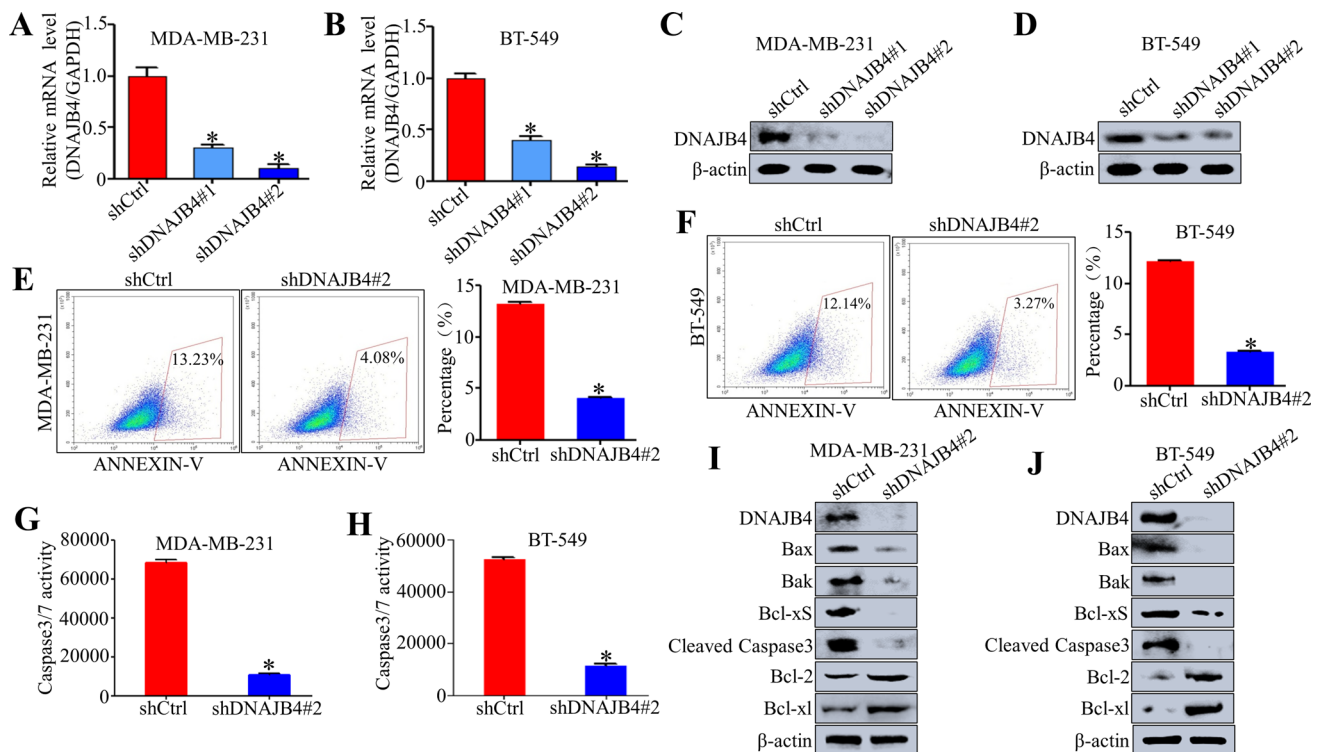 A
Relative mRNA level
(DNAJB4/GAPDH)
MDA-MB-231
1.5
1.0
0.5
0
*
*
shCtrl
shDNAJB4#1
shDNAJB4#2
B
Relative mRNA level
(DNAJB4/GAPDH)
BT-549
1.5
1.0
0.5
0
*
*
shCtrl
shDNAJB4#1
shDNAJB4#2
C
MDA-MB-231
shCtrl
shDNAJB4#1
shDNAJB4#2
DNAJB4
β-actin
D
BT-549
shCtrl
shDNAJB4#1
shDNAJB4#2
DNAJB4
β-actin
E
shCtrl
shDNAJB4#2
MDA-MB-231
13.23%
4.08%
ANNEXIN-V
ANNEXIN-V
MDA-MB-231
Percentage (%)
15
10
5
0
*
shCtrl
shDNAJB4#2
F
shCtrl
shDNAJB4#2
BT-549
12.14%
3.27%
ANNEXIN-V
ANNEXIN-V
BT-549
Percentage (%)
15
10
5
0
*
shCtrl
shDNAJB4#2
G
MDA-MB-231
Caspase3/7 activity
80000
60000
40000
20000
0
*
shCtrl
shDNAJB4#2
H
BT-549
Caspase3/7 activity
60000
40000
20000
0
*
shCtrl
shDNAJB4#2
I
MDA-MB-231
shCtrl
shDNAJB4#2
DNAJB4
Bax
Bak
Bcl-xS
Cleaved Caspase3
Bcl-2
Bcl-xl
β-actin
J
BT-549
shCtrl
shDNAJB4#2
DNAJB4
Bax
Bak
Bcl-xS
Cleaved Caspase3
Bcl-2
Bcl-xl
β-actin